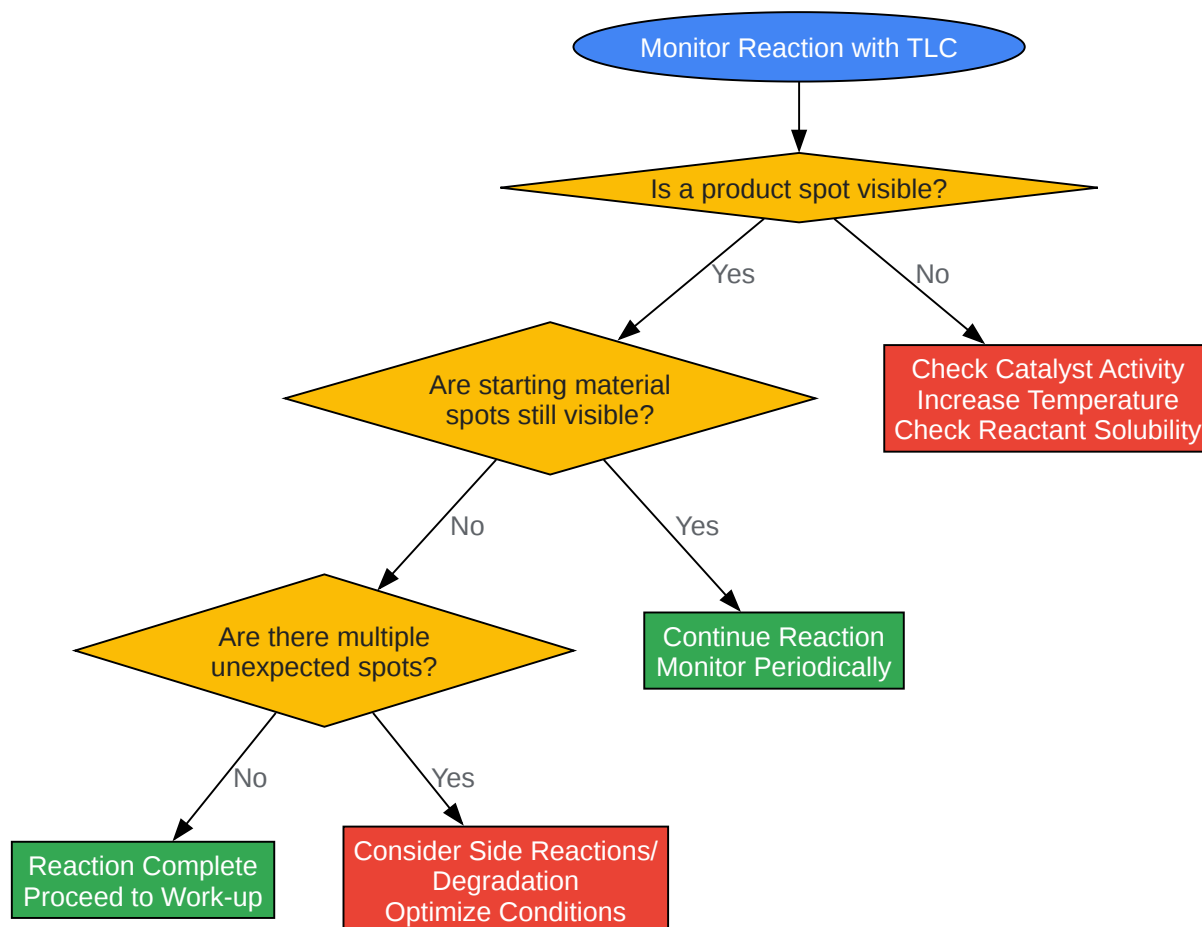 Monitor Reaction with TLC
Is a product spot visible?
Yes
No
Are starting material
spots still visible?
Check Catalyst Activity
Increase Temperature
Check Reactant Solubility
No
Yes
Are there multiple
unexpected spots?
Continue Reaction
Monitor Periodically
No
Yes
Reaction Complete
Proceed to Work-up
Consider Side Reactions/
Degradation
Optimize Conditions